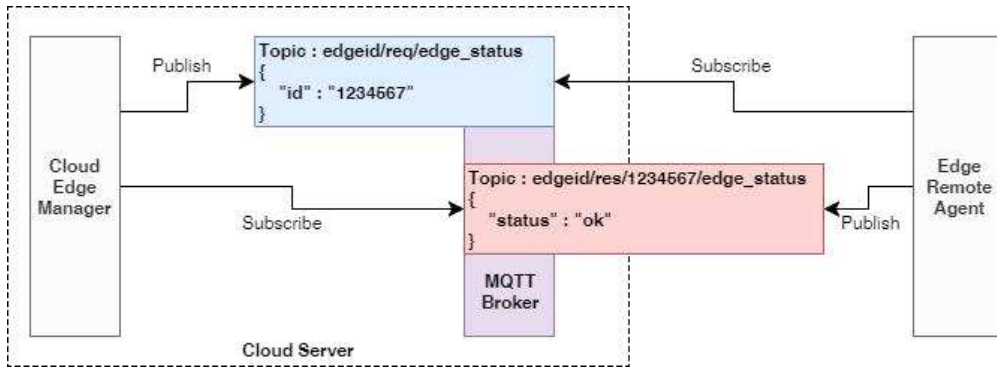 Topic : edgeid/req/edge_status
{
"id" : "1234567"
}
Publish
Subscribe
Cloud
Edge
Manager
Edge
Remote
Agent
Topic : edgeid/res/1234567/edge_status
{
"status" : "ok"
}
Subscribe
Publish
MQTT
Broker
Cloud Server